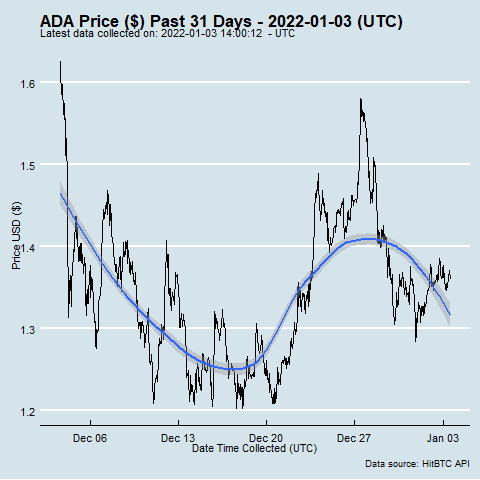 ADA Price ($) Past 31 Days - 2022-01-03 (UTC)
Latest data collected on: 2022-01-03 14:00:12 - UTC
1.6
1.5
1.4
1.3
1.2
Price USD ($)
Dec 06
Dec 13
Dec 20
Dec 27
Jan 03
Date Time Collected (UTC)
Data source: HitBTC API